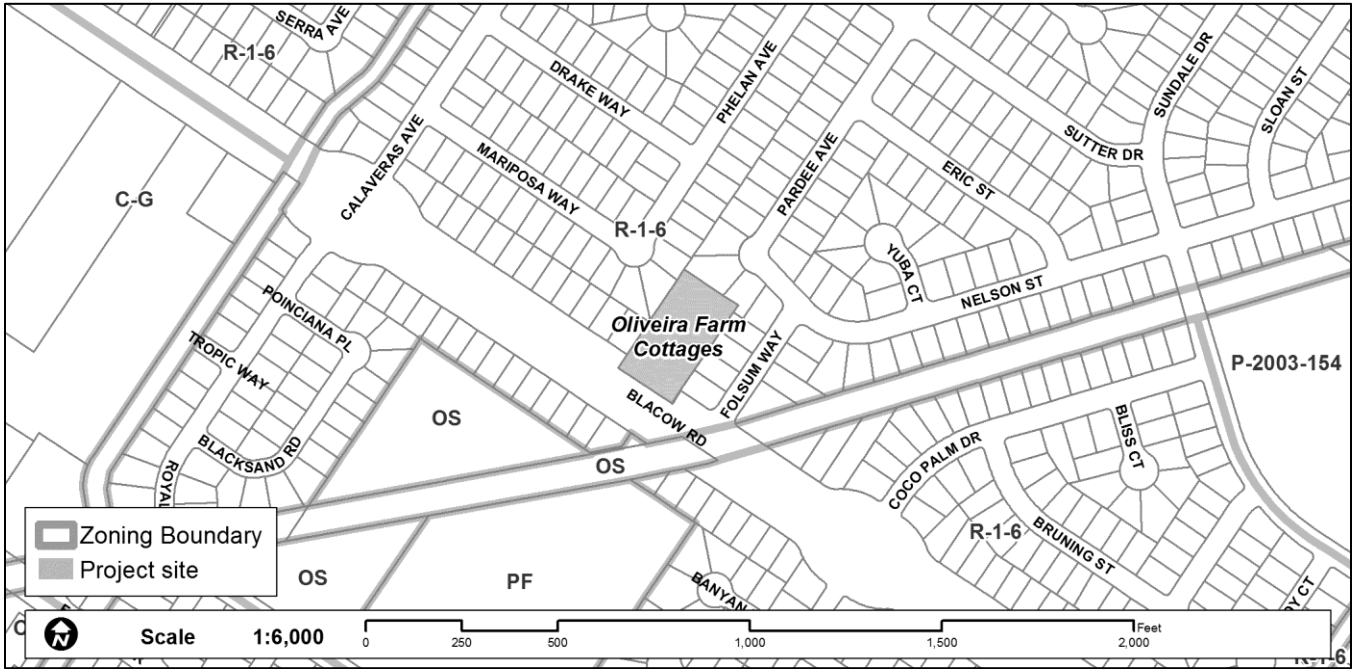 SERRA AVE
R-1-6
DRAKE WAY
PHELAN AVE
SUNDALE DR
SLOAN ST
SUTTER DR
CALAVERAS AVE
MARIPOSA WAY
PARDEE AVE
ERIC ST
C-G
R-1-6
YUBA CT
NELSON ST
POINCIANA PL
Oliveira Farm
Cottages
TROPIC WAY
FOLSUM WAY
P-2003-154
BLACOW RD
OS
BLISS CT
BLACKSAND RD
COCO PALM DR
OS
ROYAL
R-1-6
BRUNING ST
Zoning Boundary
Project site
OS
PF
BANYAN
Scale 1:6,000
Feet
0 250 500 1,000 1,500 2,000